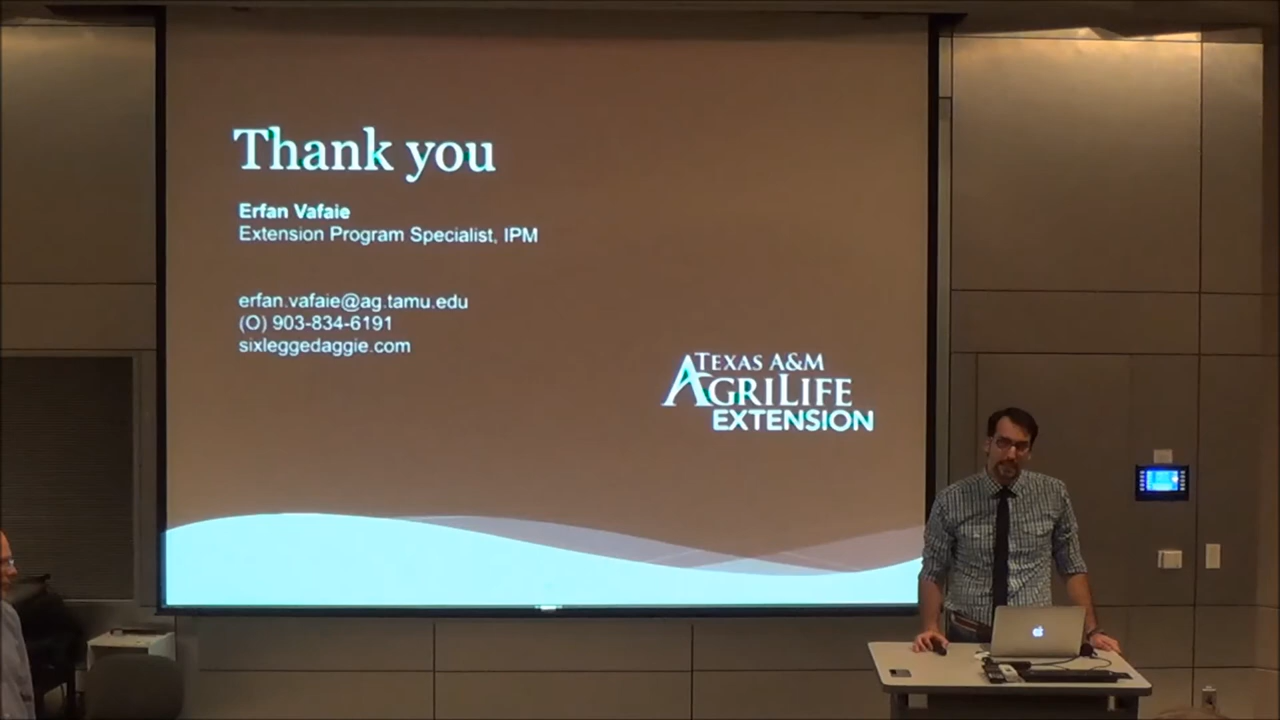 Thank you
Erfan Vafaie
Extension Program Specialist, IPM
erfan.vafaie@ag.tamu.edu
(O) 903-834-6191
sixleggedaggie.com
TEXAS A&M
AGRILIFE
EXTENSION